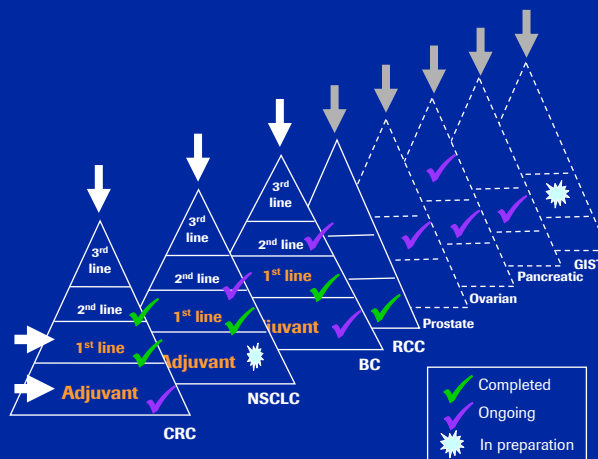 3rd
line
2nd line
1st line
Adjuvant
CRC
3rd
line
2nd line
1st line
Adjuvant
NSCLC
3rd
line
2nd line
1st line
juvant
BC
RCC
Prostate
Ovarian
Pancreatic
GIST
Completed
Ongoing
In preparation